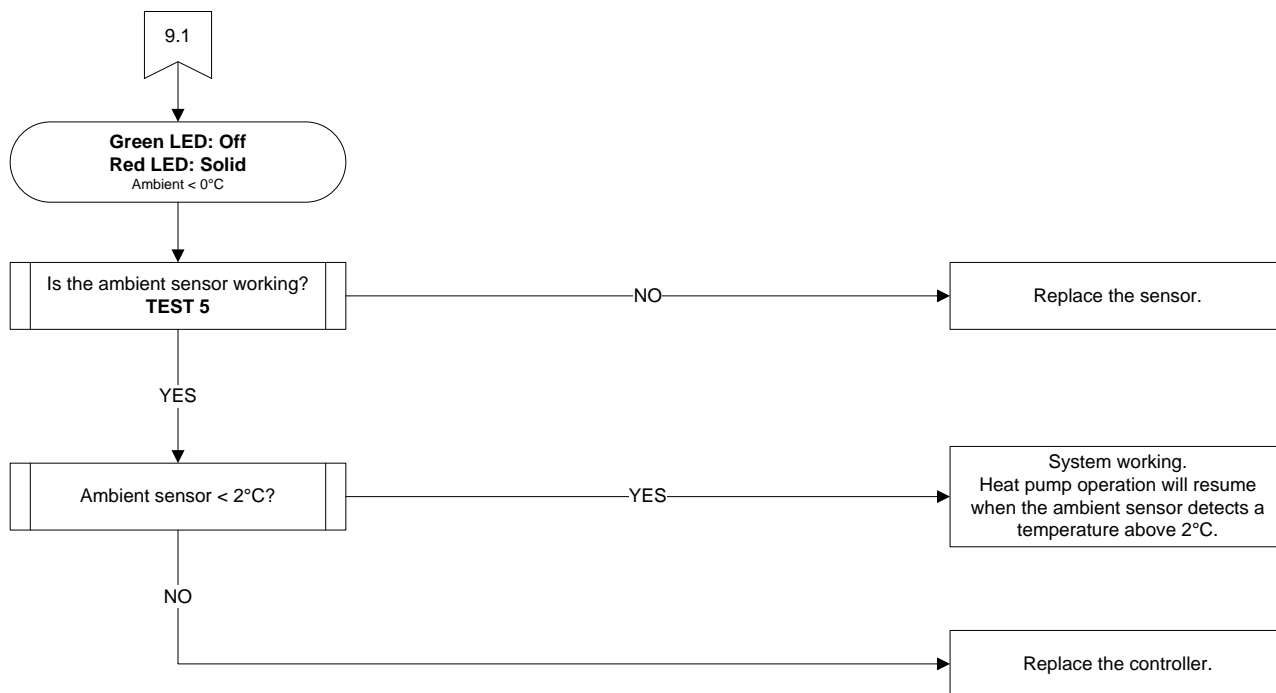 9.1
Green LED: Off
Red LED: Solid
Ambient < 0°C
Is the ambient sensor working?
TEST 5
NO
Replace the sensor.
YES
Ambient sensor < 2°C?
YES
System working.
Heat pump operation will resume
when the ambient sensor detects a
temperature above 2°C.
NO
Replace the controller.